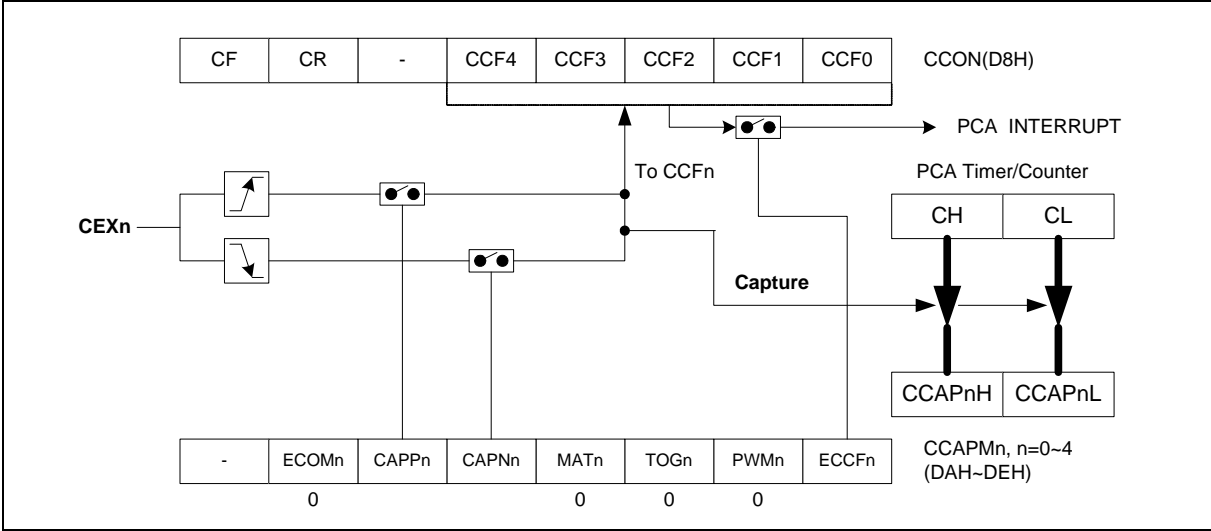 CF CR - CCF4 CCF3 CCF2 CCF1 CCF0 CCON(D8H)
PCA INTERRUPT
To CCFn
PCA Timer/Counter
CEXn
CH CL
Capture
CCAPnH CCAPnL
- ECOMn CAPPn CAPNn MATn TOGn PWMn ECCFn
CCAPMn, n=0~4
(DAH~DEH)
0 0 0 0